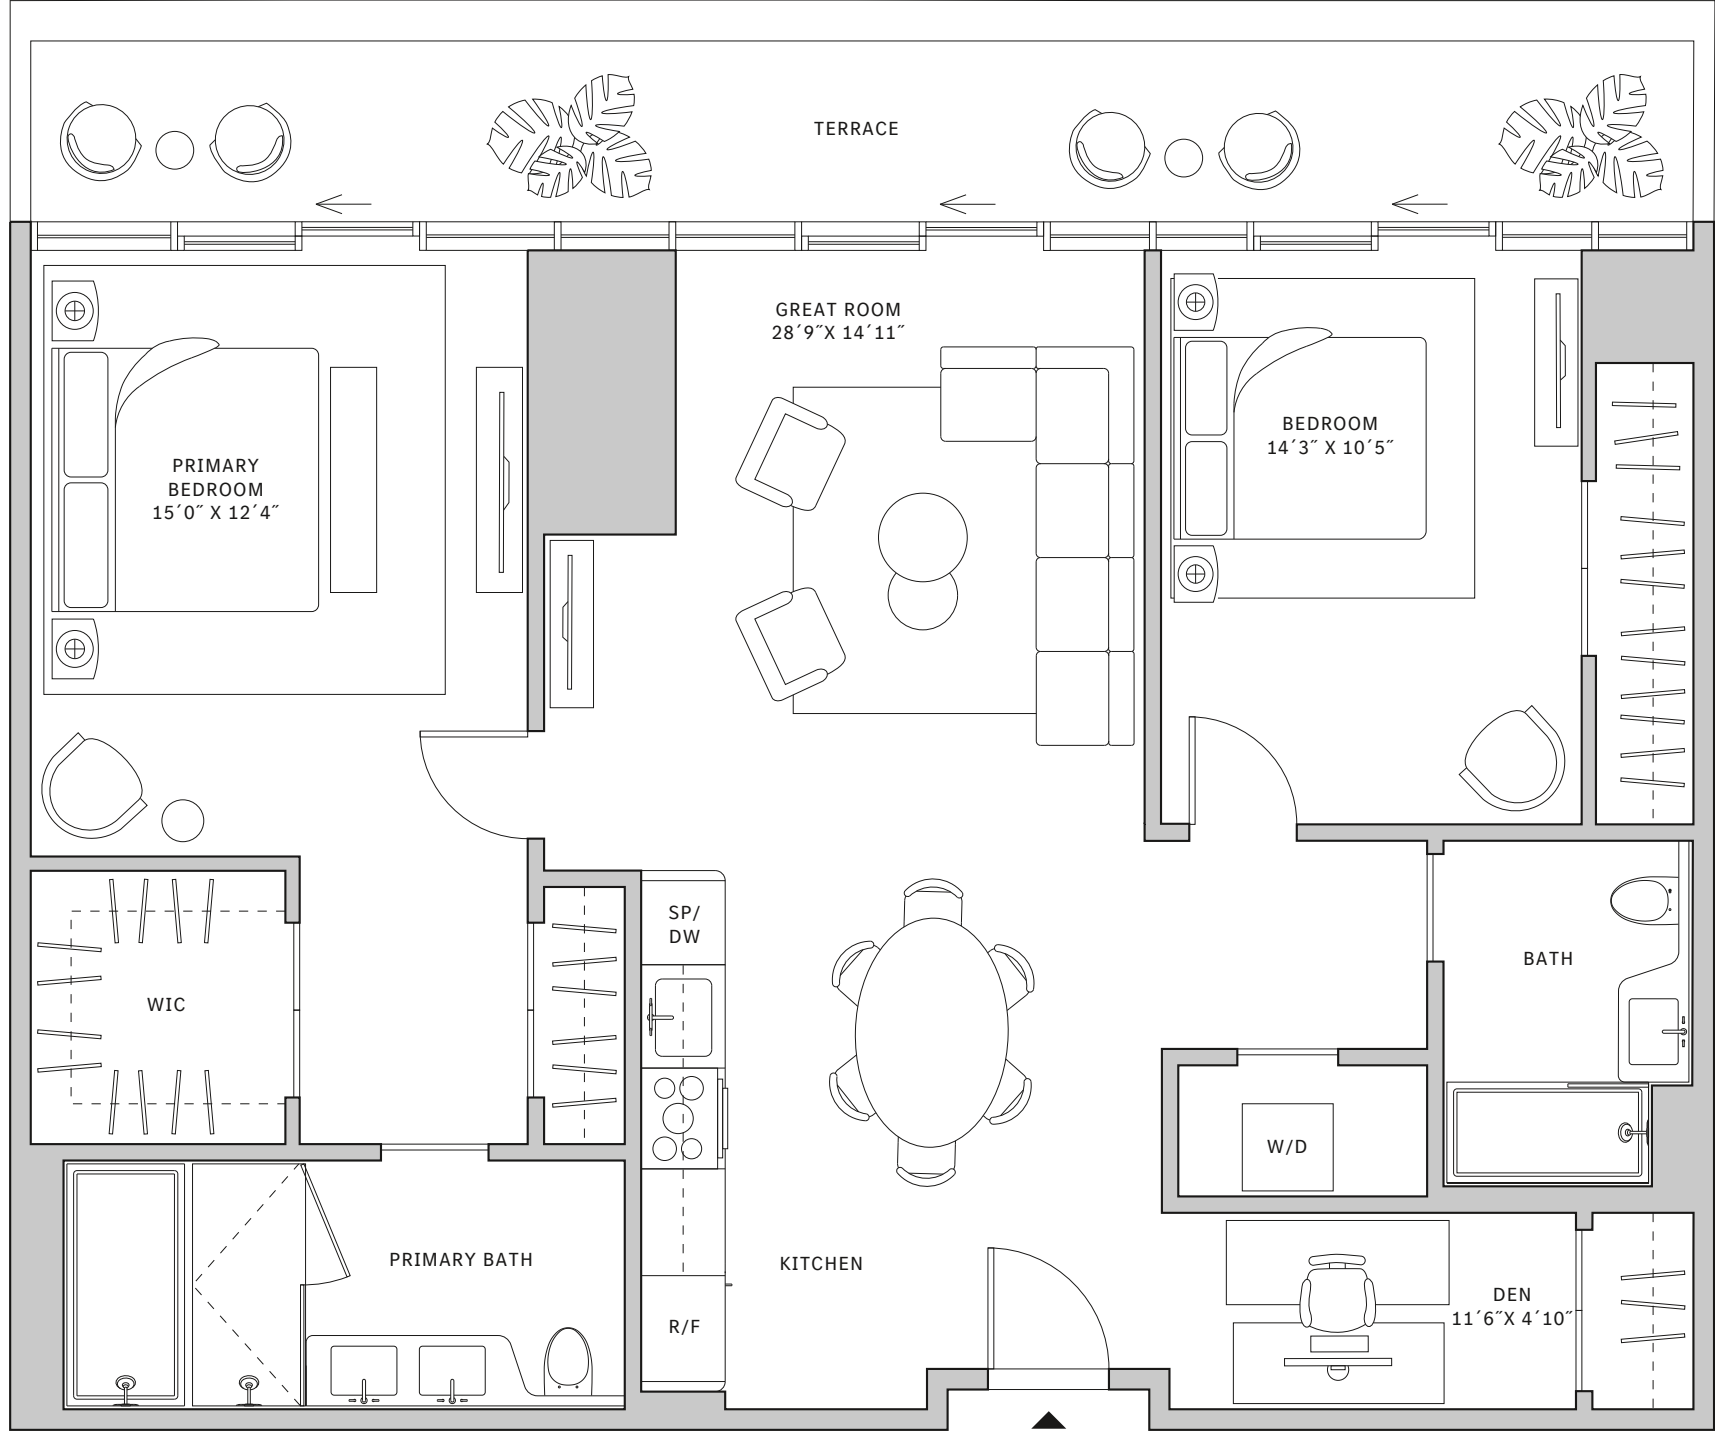 TERRACE
GREAT ROOM
28´9˝X 14´11˝
BEDROOM
14´3˝ X 10´5˝
PRIMARY
BEDROOM
15´0˝ X 12´4˝
SP/
DW
BATH
WIC
W/D
PRIMARY BATH
KITCHEN
DEN
11´6˝X 4´10˝
R/F